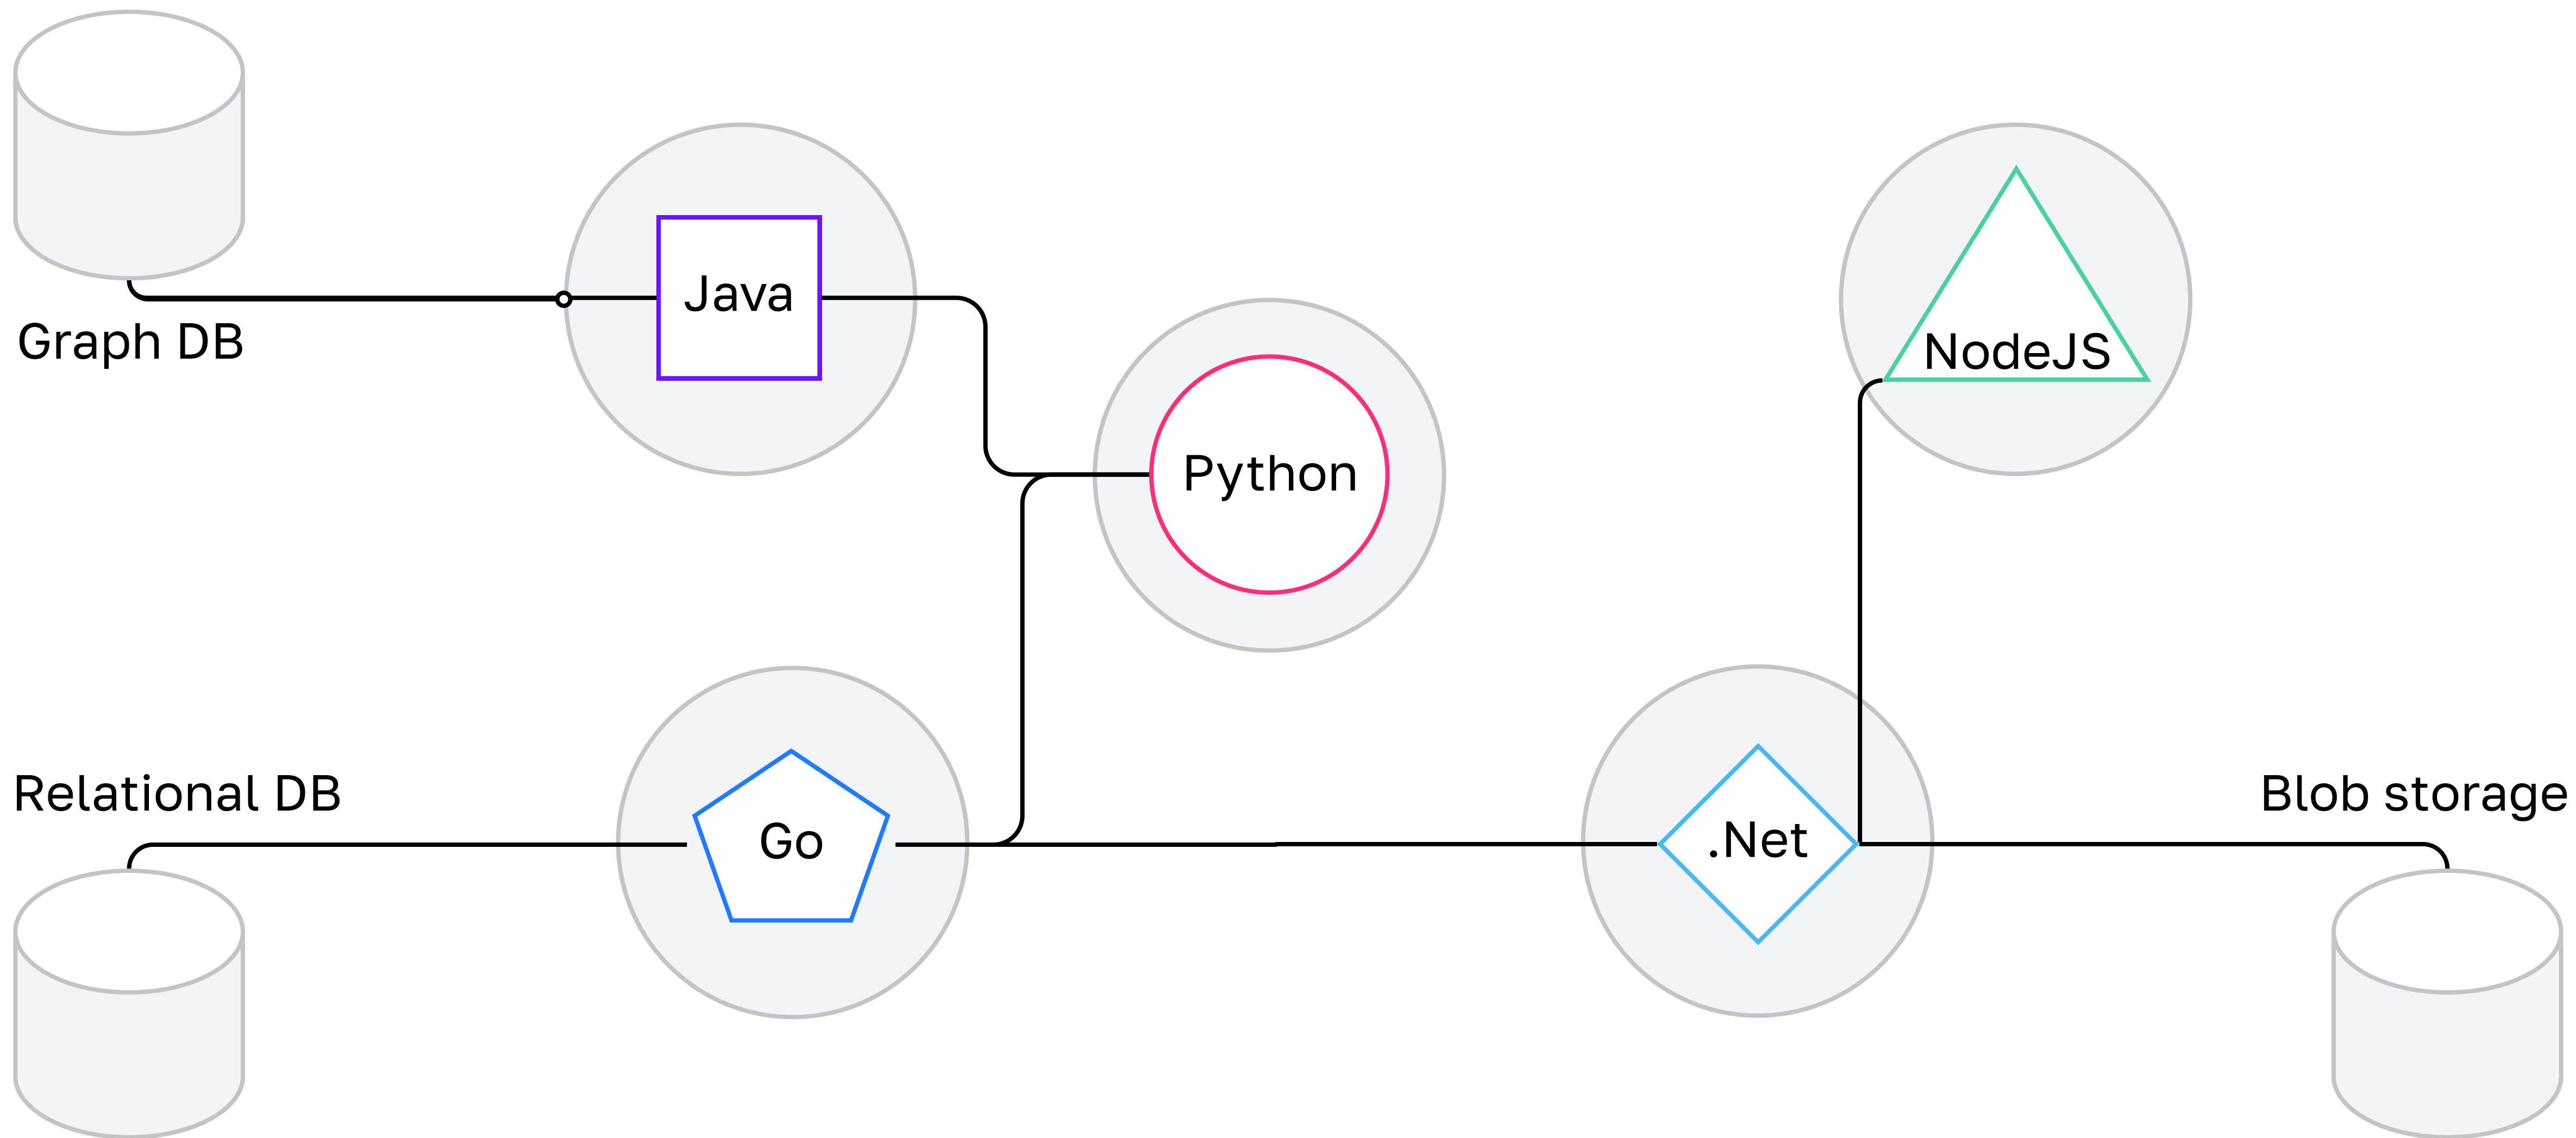 Java
NodeJS
Graph DB
Python
Relational DB
Blob storage
Go
.Net